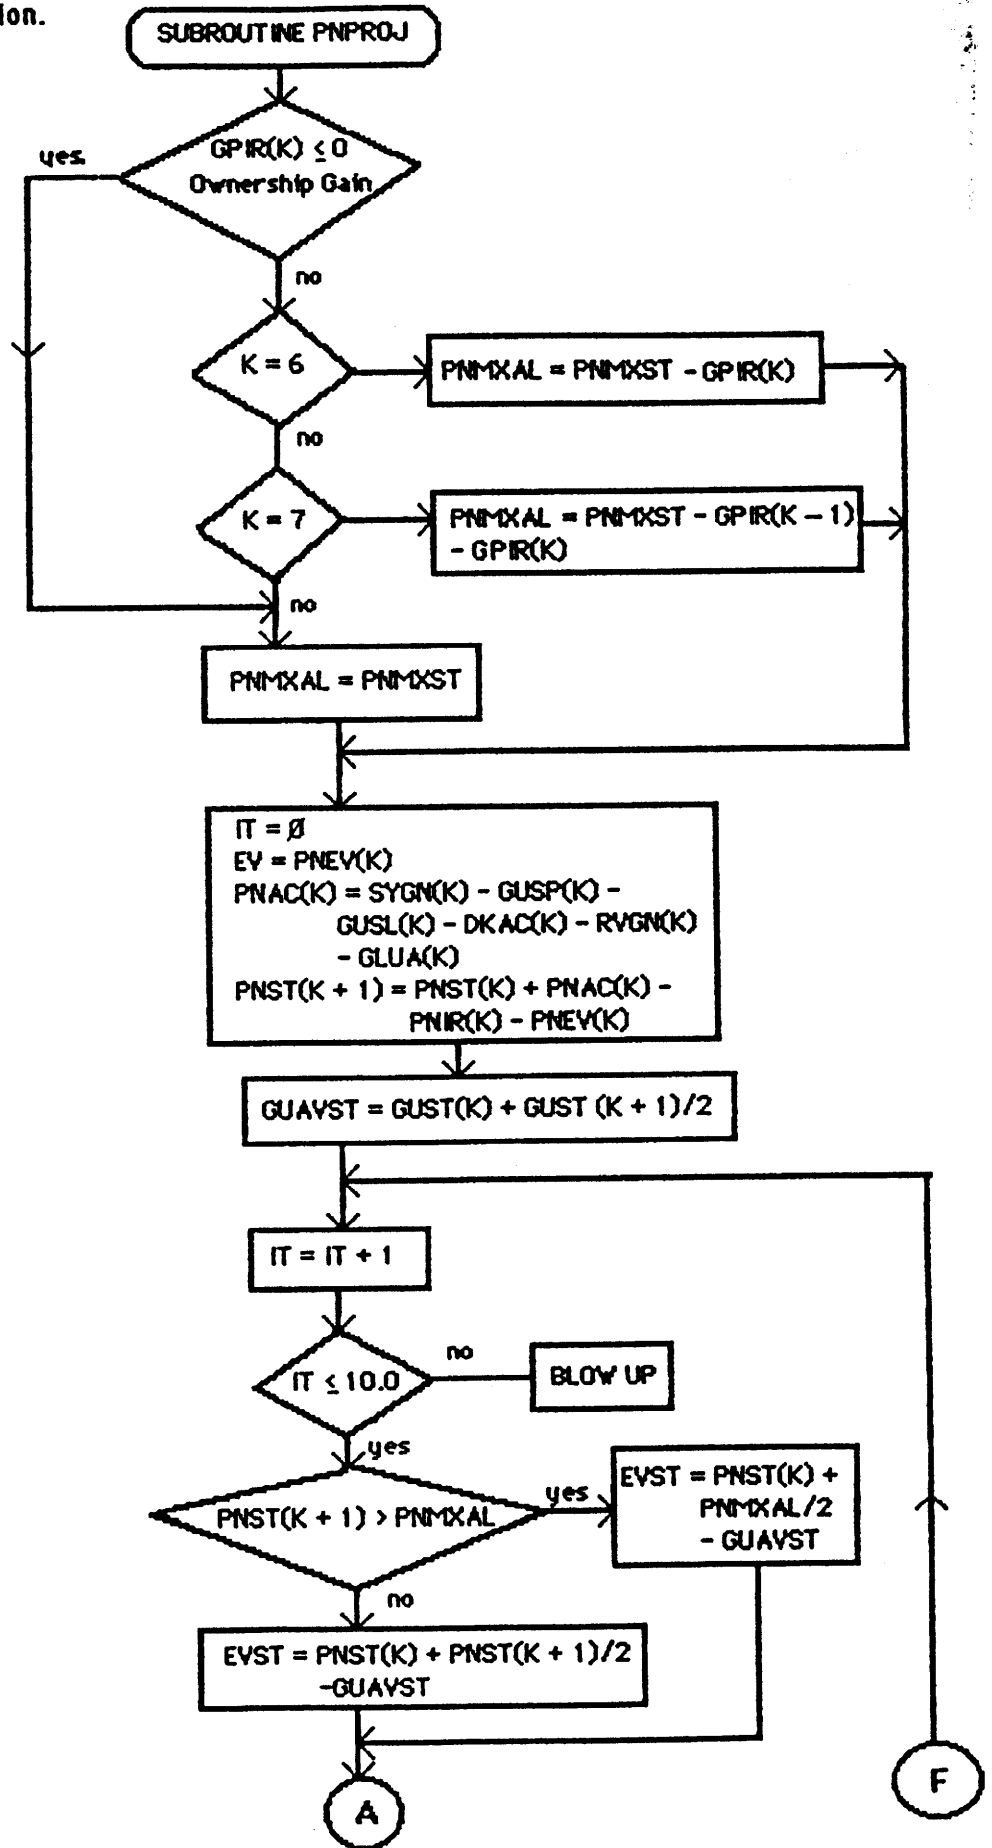 ion.
SUBROUTINE PNPROJ
GPIR(K) ≤ 0
Ownership Gain
yes
no
K = 6
PNMXAL = PNMXST - GPIR(K)
no
K = 7
PNMXAL = PNMXST - GPIR(K - 1)
- GPIR(K)
no
PNMXAL = PNMXST
IT = Ø
EV = PNEV(K)
PNAC(K) = SYGN(K) - GUSP(K) -
GUSL(K) - DKAC(K) - RVGN(K)
- GLUA(K)
PNST(K + 1) = PNST(K) + PNAC(K) -
PNIR(K) - PNEV(K)
GUAVST = GUST(K) + GUST (K + 1)/2
IT = IT + 1
IT ≤ 10.0
no
BLOW UP
yes
PNST(K + 1) > PNMXAL
yes
EVST = PNST(K) +
PNMXAL/2
- GUAVST
no
EVST = PNST(K) + PNST(K + 1)/2
-GUAVST
A
F